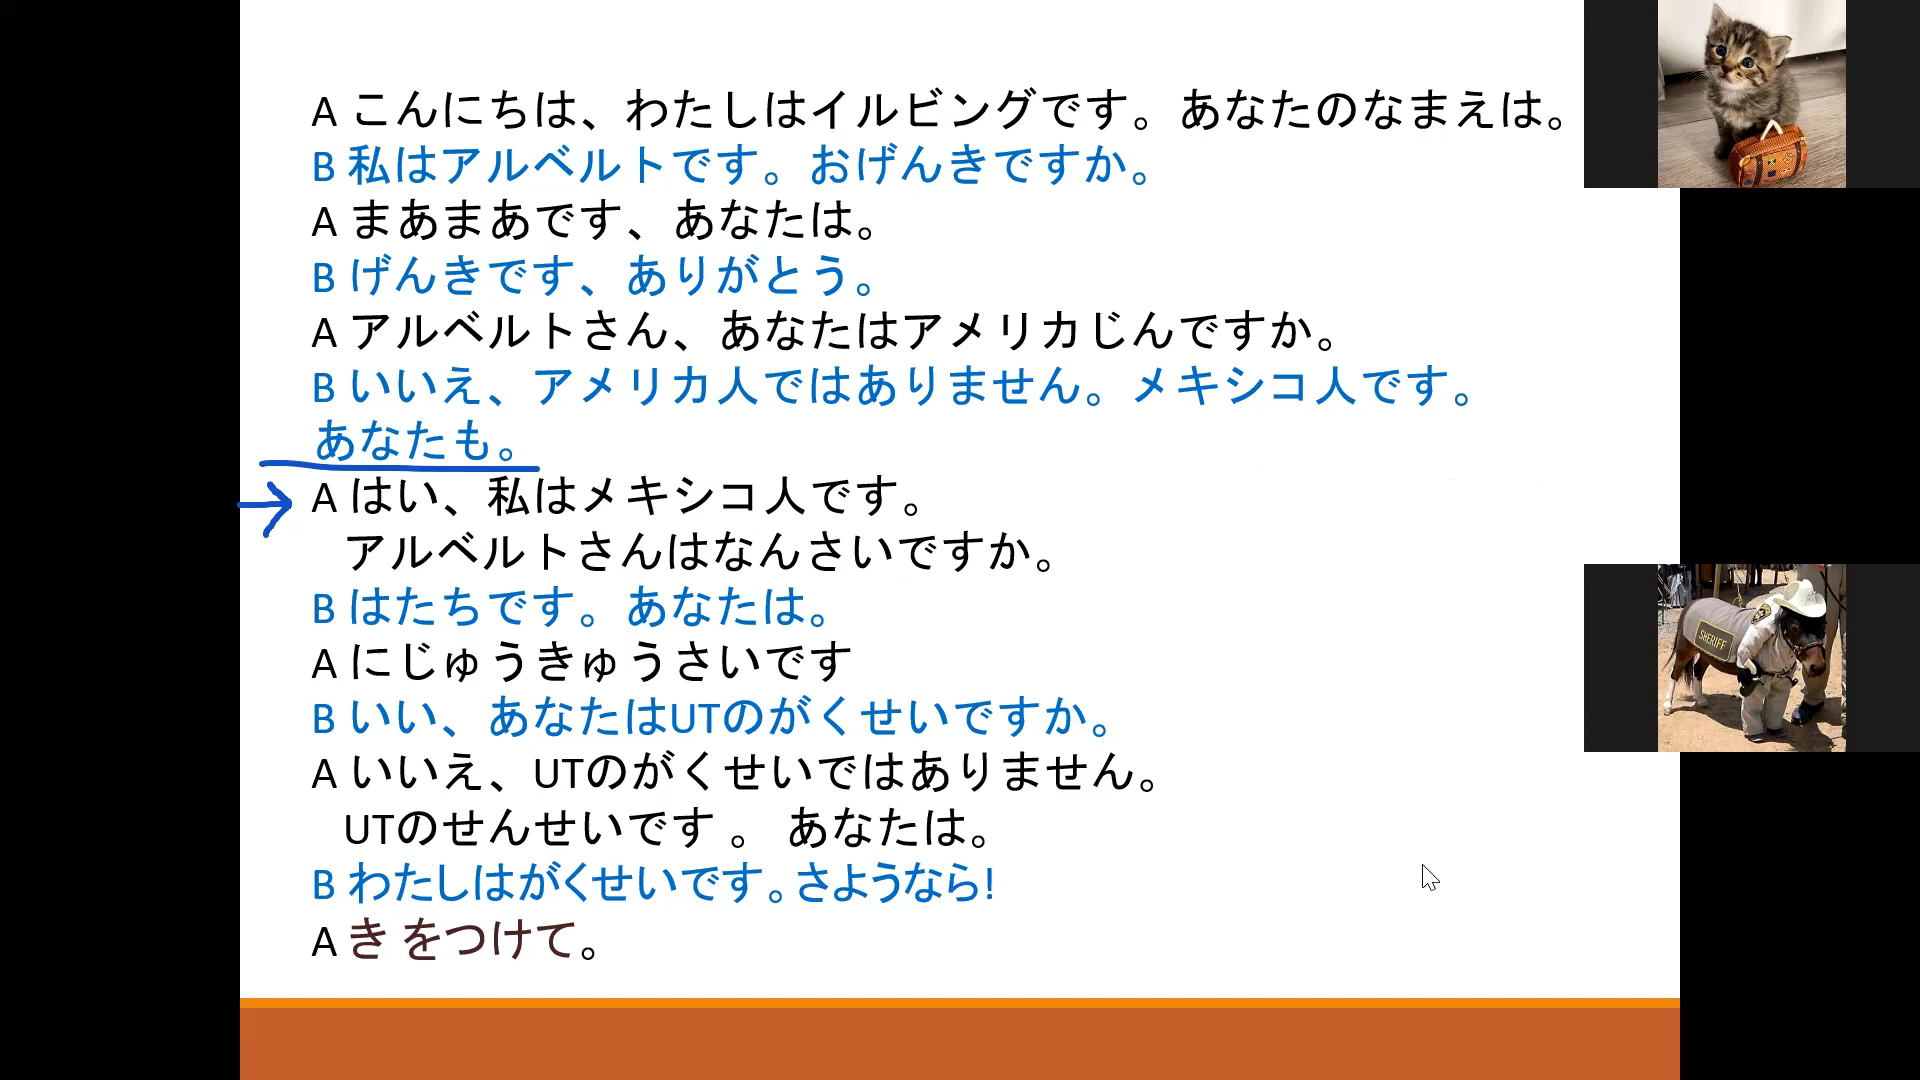 A こんにちは、わたしはイルビングです。あなたのなまえは。
B 私はアルベルトです。おげんきですか。
A まあまあです、あなたは。
B げんきです、ありがとう。
A アルベルトさん、あなたはアメリカじんですか。
B いいえ、アメリカ人ではありません。メキシコ人です。
あなたも。
A はい、私はメキシコ人です。
アルベルトさんはなんさいですか。
B はたちです。あなたは。
A にじゅうきゅうさいです
B いい、あなたはUTのがくせいですか。
A いいえ、UTのがくせいではありません。
UTのせんせいです 。 あなたは。
B わたしはがくせいです。さようなら!
A き をつけて。
SHERIFF